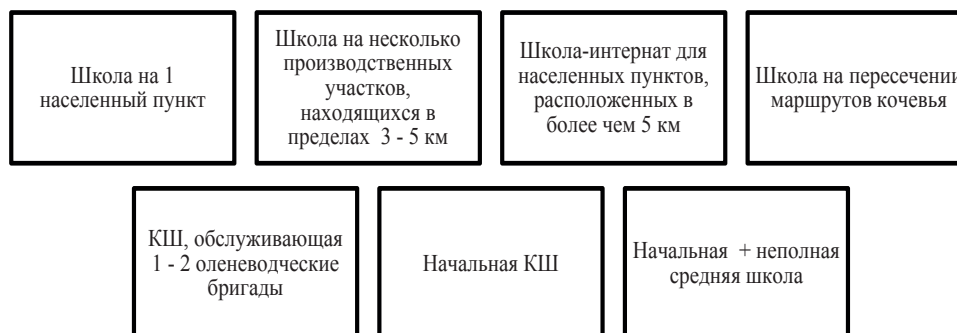 Школа на 1
населенный пункт
Школа на несколько
производственных
участков,
находящихся в
пределах 3 - 5 км
Школа-интернат для
населенных пунктов,
расположенных в
более чем 5 км
Школа на пересечении
маршрутов кочевья
КШ, обслуживающая
1 - 2 оленеводческие
бригады
Начальная КШ
Начальная + неполная
средняя школа